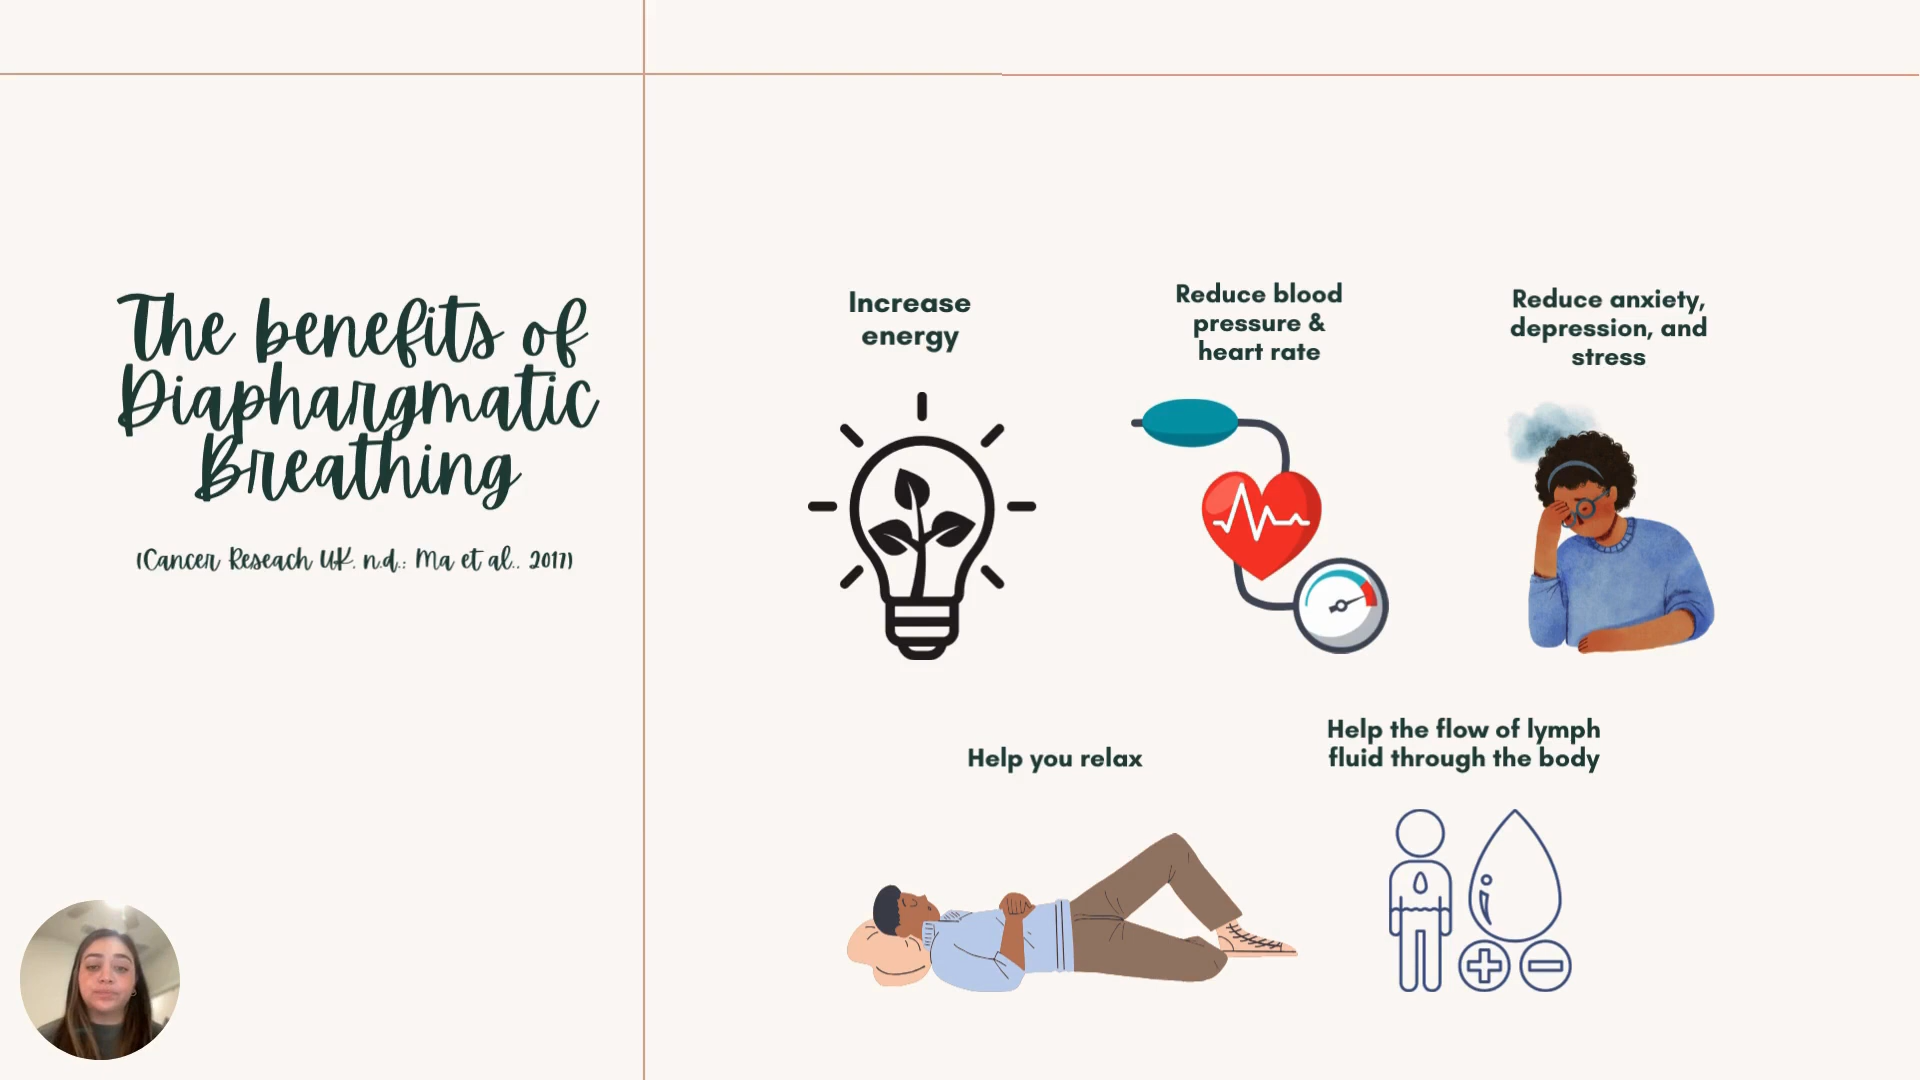 The benefits of
Diaphargmatic
Breathing
(Cancer Reseach UK. n.d.; Ma et al.. 2017)
Increase
energy
Reduce blood
pressure &
heart rate
Reduce anxiety,
depression, and
stress
Help you relax
Help the flow of lymph
fluid through the body